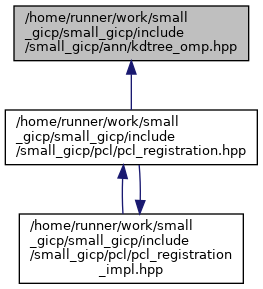 /home/runner/work/small
_gicp/small_gicp/include
/small_gicp/ann/kdtree_omp.hpp
/home/runner/work/small
_gicp/small_gicp/include
/small_gicp/pcl/pcl_registration.hpp
/home/runner/work/small
_gicp/small_gicp/include
/small_gicp/pcl/pcl_registration
_impl.hpp